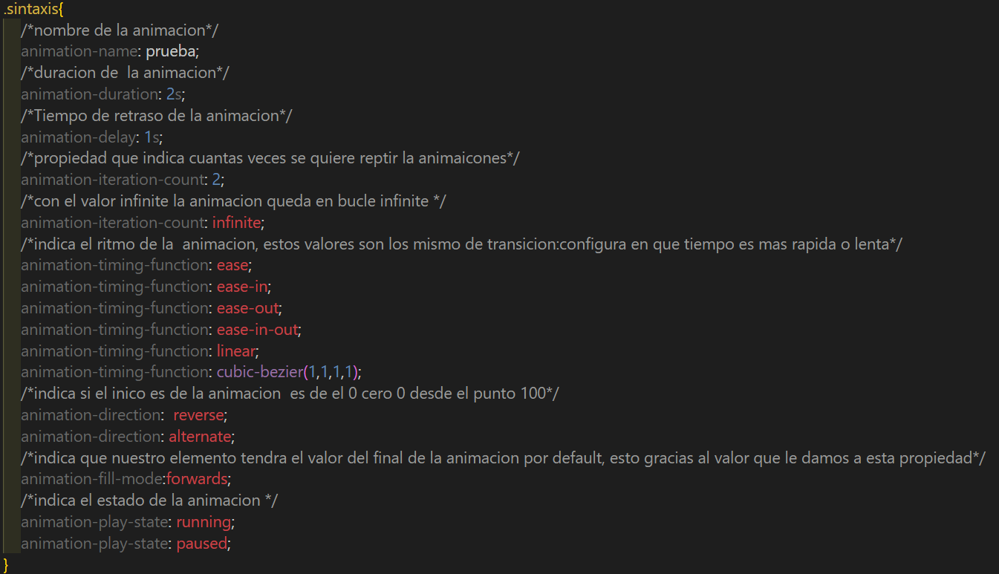 .sintaxis{
/*nombre de la animacion*/
animation-name: prueba;
/*duracion de  la animacion*/
animation-duration: 2s;
/*Tiempo de retraso de la animacion*/
animation-delay: 1s;
/*propiedad que indica cuantas veces se quiere reptir la animaicones*/
animation-iteration-count: 2;
/*con el valor infinite la animacion queda en bucle infinite */
animation-iteration-count: infinite;
/*indica el ritmo de la  animacion, estos valores son los mismo de transicion:configura en que tiempo es mas rapida o lenta*/
animation-timing-function: ease;
animation-timing-function: ease-in;
animation-timing-function: ease-out;
animation-timing-function: ease-in-out;
animation-timing-function: linear;
animation-timing-function: cubic-bezier(1,1,1,1);
/*indica si el inico es de la animacion  es de el 0 cero 0 desde el punto 100*/
animation-direction:  reverse;
animation-direction: alternate;
/*indica que nuestro elemento tendra el valor del final de la animacion por default, esto gracias al valor que le damos a esta propiedad*/
animation-fill-mode:forwards;
/*indica el estado de la animacion */
animation-play-state: running;
animation-play-state: paused;
}